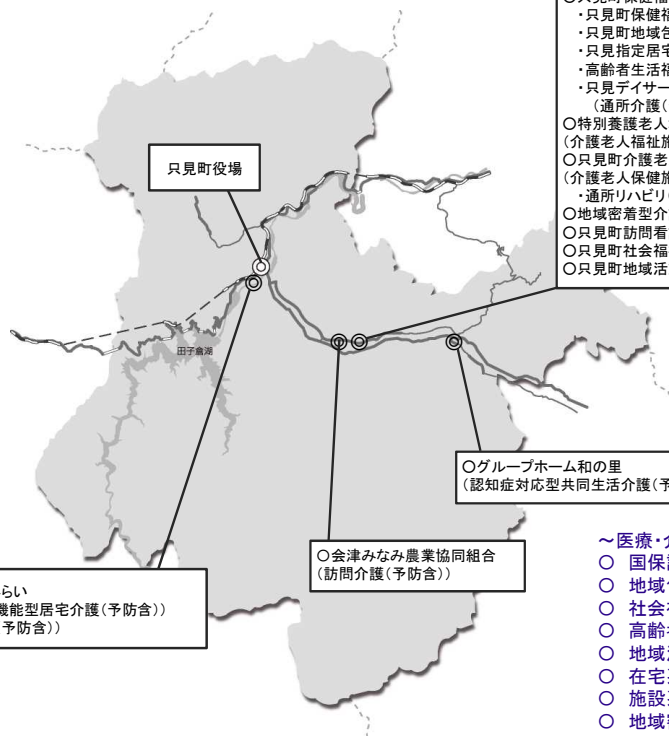 〇只見町保健福
・只見町保健福
・只見町地域包
・只見指定居宅
・高齢者生活福
・只見デイサー
(通所介護(
〇特別養護老人
(介護老人福祉施
〇只見町介護老
(介護老人保健施
・通所リハビリ
〇地域密着型介
〇只見町訪問看
〇只見町社会福
〇只見町地域活
只見町役場
田子倉湖
〇グループホーム和の里
(認知症対応型共同生活介護(予
〇会津みなみ農業協同組合
(訪問介護(予防含))
らい
機能型居宅介護(予防含))
予防含))
~医療・介
〇 国保
〇 地域
〇 社会
〇 高齢
〇 地域
〇 在宅
〇 施設
〇 地域